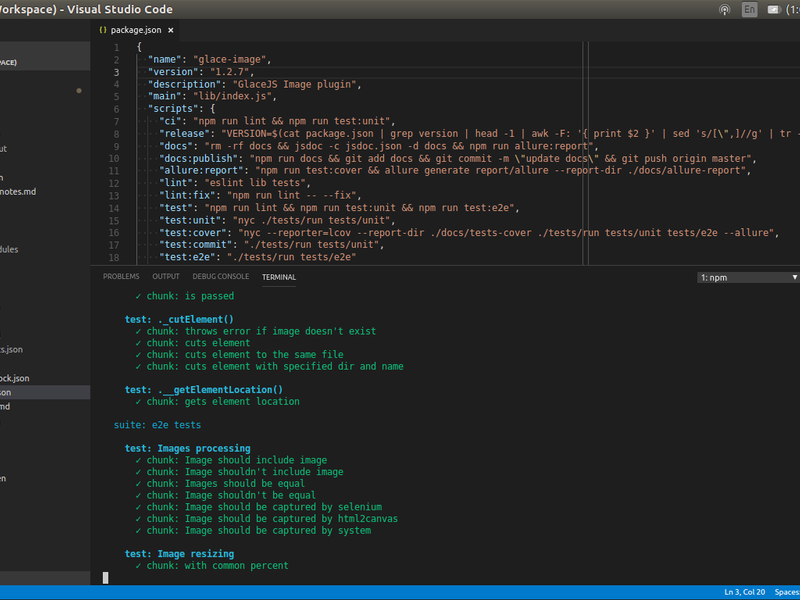 orkspace) - Visual Studio Code
En
{} package.json ×
PACE)
ut
notes.md
dules
s.json
ock.json
son
md
en
1 {
2 "name": "glace-image",
3 "version": "1.2.7",
4 "description": "GlaceJS Image plugin",
5 "main": "lib/index.js",
6 "scripts": {
7 "ci": "npm run lint && npm run test:unit",
8 "release": "VERSION=$(cat package.json | grep version | head -1 | awk -F: '{ print $2 }' | sed 's/[\",]//g' | tr -
9 "docs": "rm -rf docs && jsdoc -c jsdoc.json -d docs && npm run allure:report",
10 "docs:publish": "npm run docs && git add docs && git commit -m \"update docs\" && git push origin master",
11 "allure:report": "npm run test:cover && allure generate report/allure --report-dir ./docs/allure-report",
12 "lint": "eslint lib tests",
13 "lint:fix": "npm run lint -- --fix",
14 "test": "npm run lint && npm run test:unit && npm run test:e2e",
15 "test:unit": "nyc ./tests/run tests/unit",
16 "test:cover": "nyc --reporter=lcov --report-dir ./docs/tests-cover ./tests/run tests/unit tests/e2e --allure",
17 "test:commit": "./tests/run tests/unit",
18 "test:e2e": "./tests/run tests/e2e"
PROBLEMS OUTPUT DEBUG CONSOLE TERMINAL 1: npm
✓ chunk: is passed
test: ._cutElement()
✓ chunk: throws error if image doesn't exist
✓ chunk: cuts element
✓ chunk: cuts element to the same file
✓ chunk: cuts element with specified dir and name
test: .__getElementLocation()
✓ chunk: gets element location
suite: e2e tests
test: Images processing
✓ chunk: Image should include image
✓ chunk: Image shouldn't include image
✓ chunk: Images should be equal
✓ chunk: Image shouldn't be equal
✓ chunk: Image should be captured by selenium
✓ chunk: Image should be captured by html2canvas
✓ chunk: Image should be captured by system
test: Image resizing
✓ chunk: with common percent
Ln 3, Col 20 Spaces: